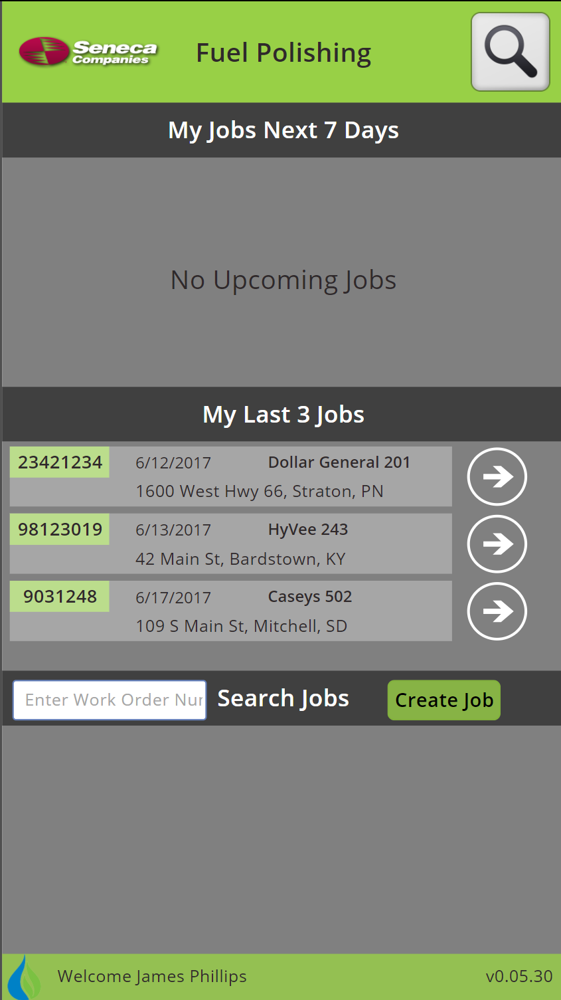 Seneca
Companies
Fuel Polishing
My Jobs Next 7 Days
No Upcoming Jobs
My Last 3 Jobs
23421234 6/12/2017 Dollar General 201
1600 West Hwy 66, Straton, PN
98123019 6/13/2017 HyVee 243
42 Main St, Bardstown, KY
9031248 6/17/2017 Caseys 502
109 S Main St, Mitchell, SD
Enter Work Order Nu Search Jobs Create Job
Welcome James Phillips v0.05.30